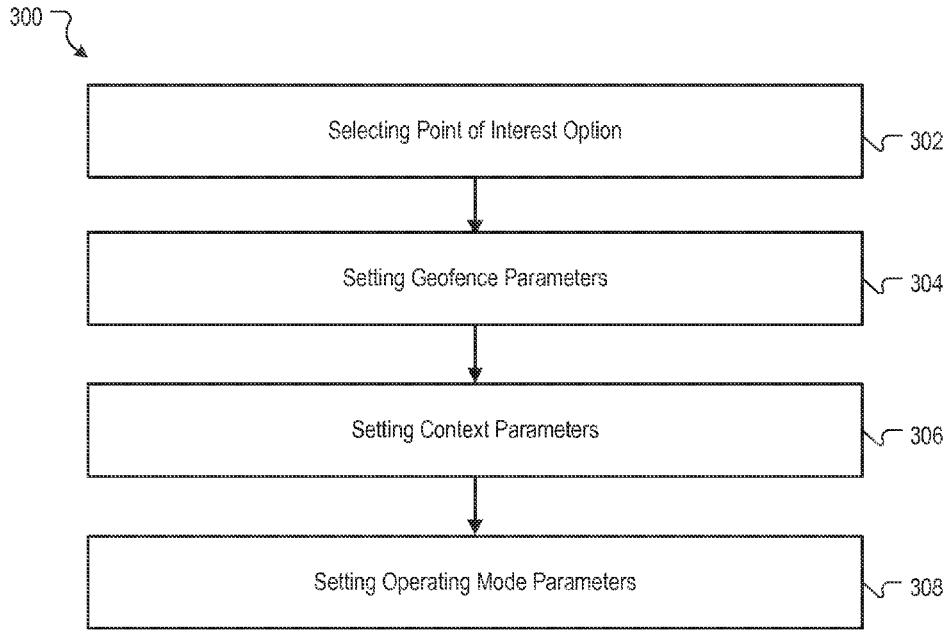 300
Selecting Point of Interest Option
302
Setting Geofence Parameters
304
Setting Context Parameters
306
Setting Operating Mode Parameters
308